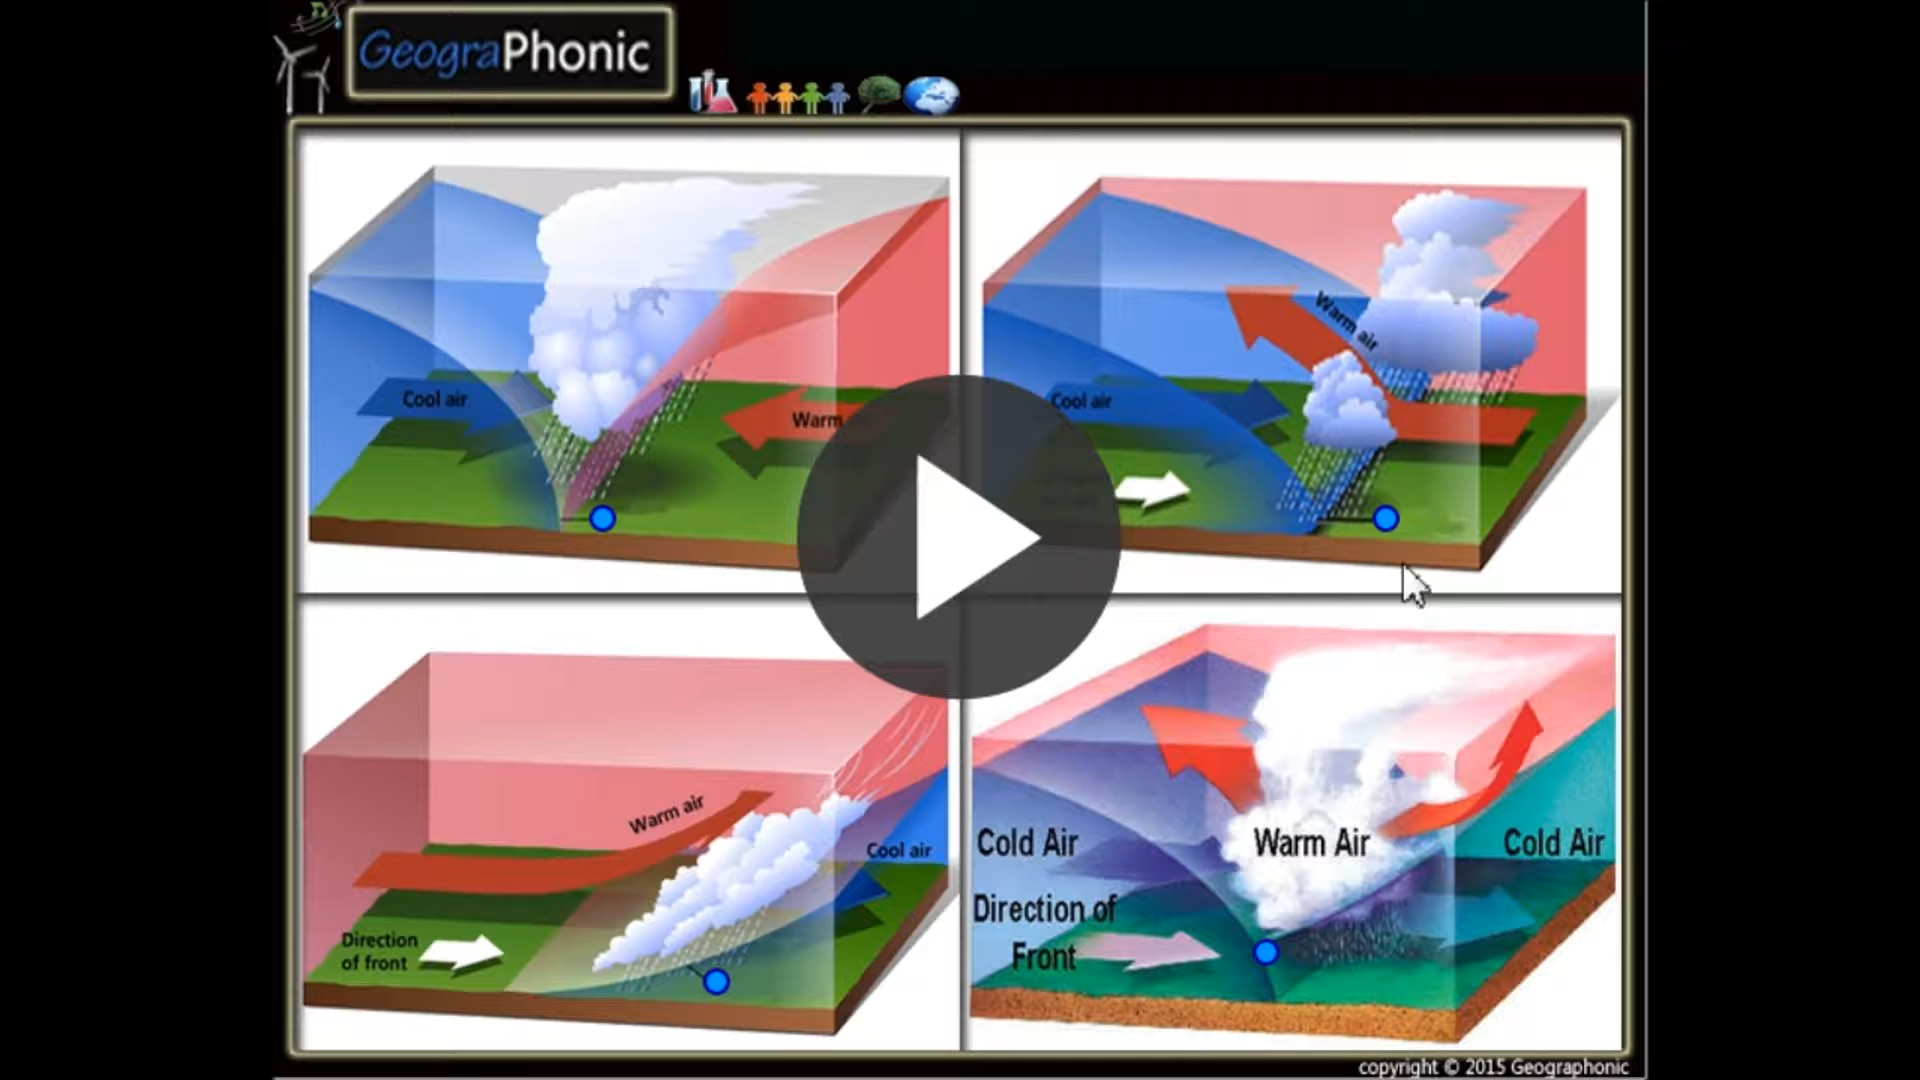 GeograPhonic
Cool air
Warm
Warm air
Cool air
Warm air
Cool air
Direction
of front
Cold Air
Warm Air
Cold Air
Direction of
Front
copyright © 2015 Geographonic